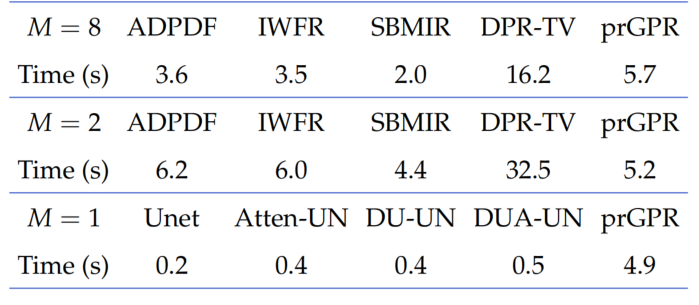 M = 8 ADPDF IWFR SBMIR DPR-TV prGPR
Time (s) 3.6 3.5 2.0 16.2 5.7
M = 2 ADPDF IWFR SBMIR DPR-TV prGPR
Time (s) 6.2 6.0 4.4 32.5 5.2
M = 1 Unet Atten-UN DU-UN DUA-UN prGPR
Time (s) 0.2 0.4 0.4 0.5 4.9